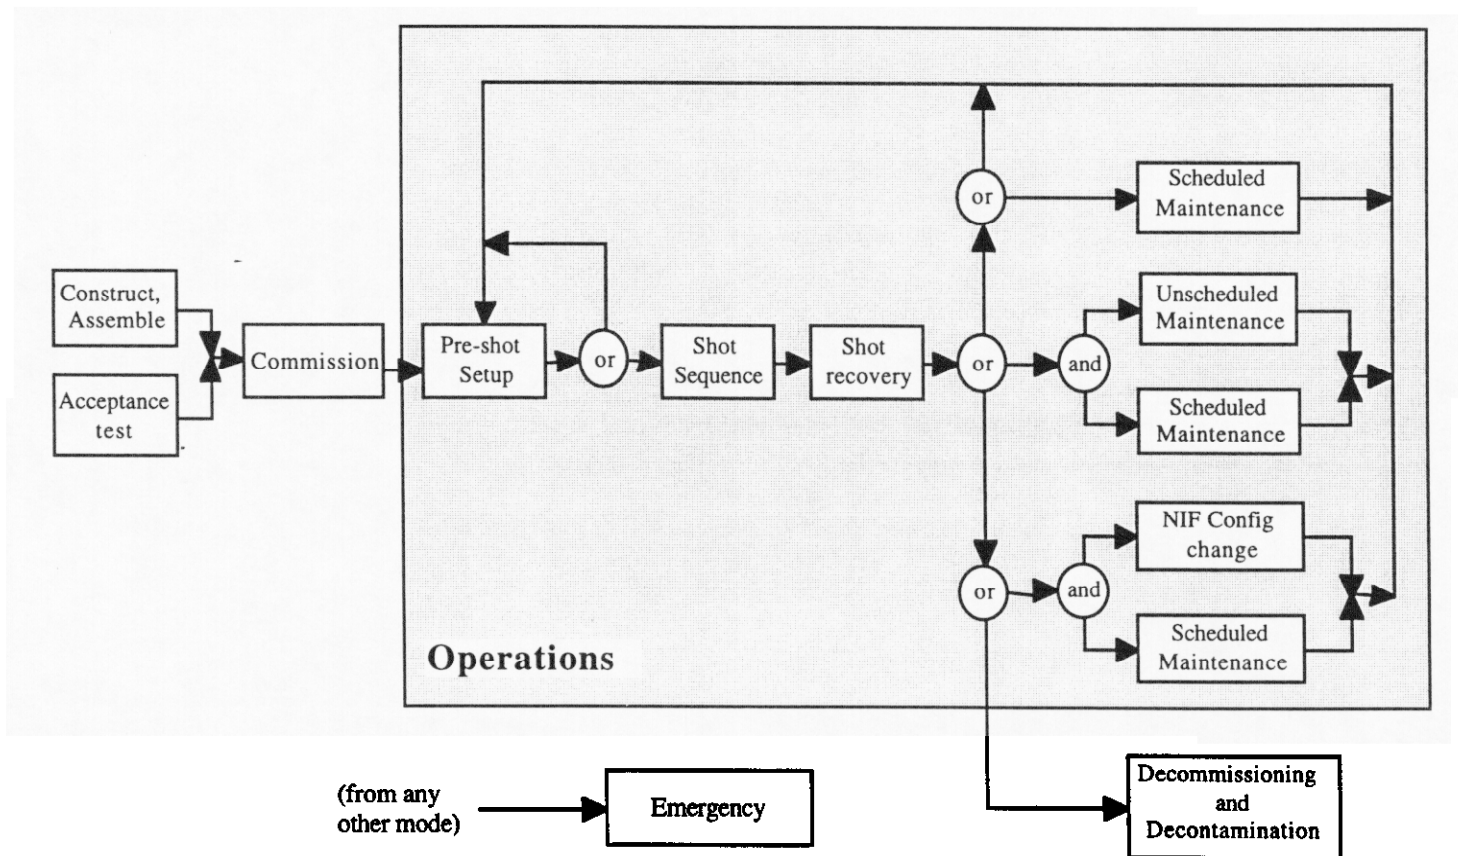 Construct,
Assemble
Acceptance
test
Commission
Pre-shot
Setup
or
Shot
Sequence
Shot
recovery
or
or
Scheduled
Maintenance
and
Unscheduled
Maintenance
Scheduled
Maintenance
or
and
NIF Config
change
Scheduled
Maintenance
Operations
(from any
other mode)
Emergency
Decommissioning
and
Decontamination